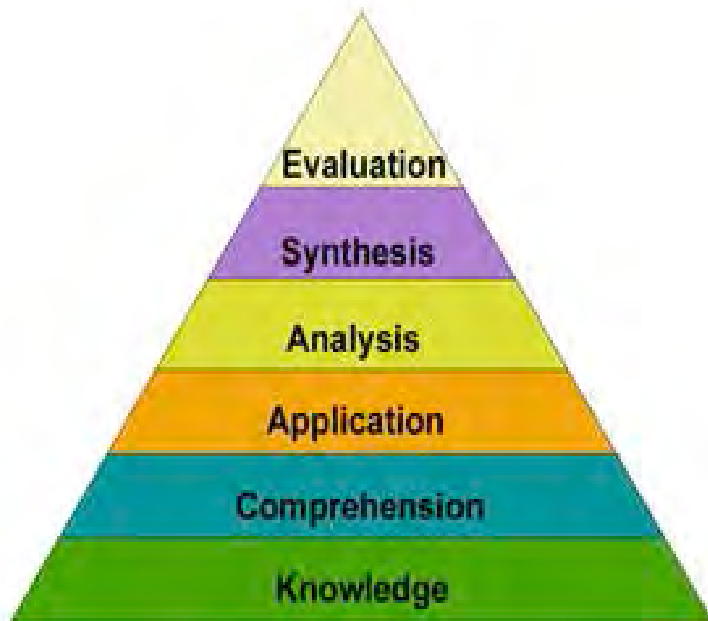 Evaluation
Synthesis
Analysis
Application
Comprehension
Knowledge